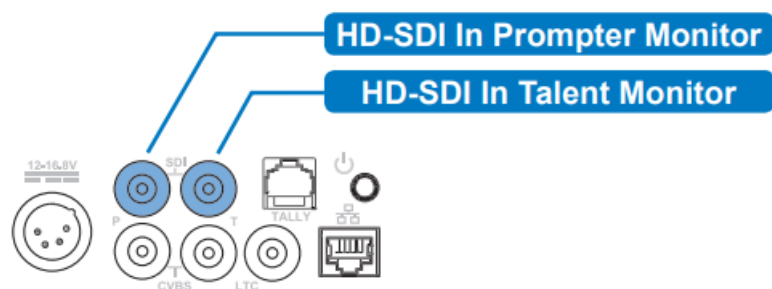 HD-SDI In Prompter Monitor
HD-SDI In Talent Monitor
12-16.8V
SDI
P
T
TALLY
CVBS
LTC